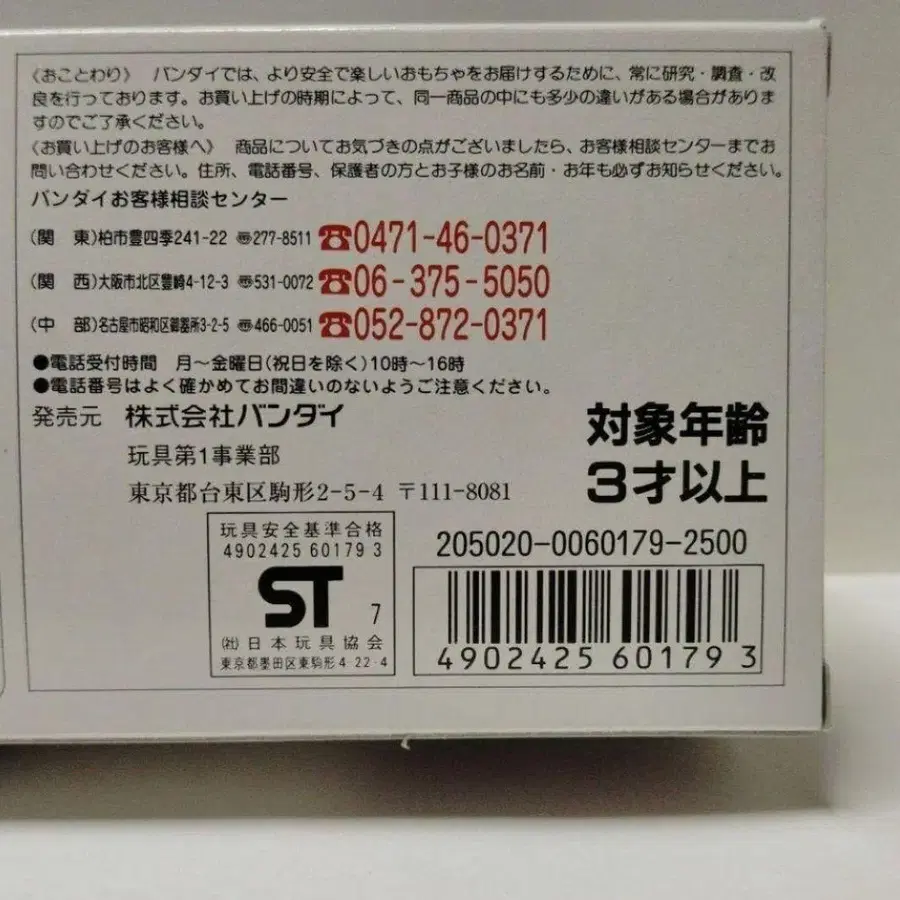 《おことわり》 バンダイでは、より安全で楽しいおもちゃをお届けするために、常に研究・調査・改
良を行っております。お買い上げの時期によって、同一商品の中にも多少の違いがある場合がありま
すのでご了承ください。
《お買い上げのお客様へ》 商品についてお気づきの点がございましたら、お客様相談センターまでお
問い合わせください。住所、電話番号、保護者の方とお子様のお名前・お年も必ずお知らせください。
バンダイお客様相談センター
(関 東)柏市豊四季241-22 〠277-8511 ☎0471-46-0371
(関 西)大阪市北区豊崎4-12-3 〠531-0072 ☎06-375-5050
(中 部)名古屋市昭和区御器所3-2-5 〠466-0051 ☎052-872-0371
●電話受付時間 月〜金曜日(祝日を除く)10時〜16時
●電話番号はよく確かめてお間違いのないようご注意ください。
発売元 株式会社バンダイ
玩具第1事業部
東京都台東区駒形2-5-4 〒111-8081
対象年齢
3才以上
玩具安全基準合格
4902425 60179 3
ST 7
(社)日本玩具協会
東京都墨田区東駒形4-22-4
205020-0060179-2500
4902425 601793